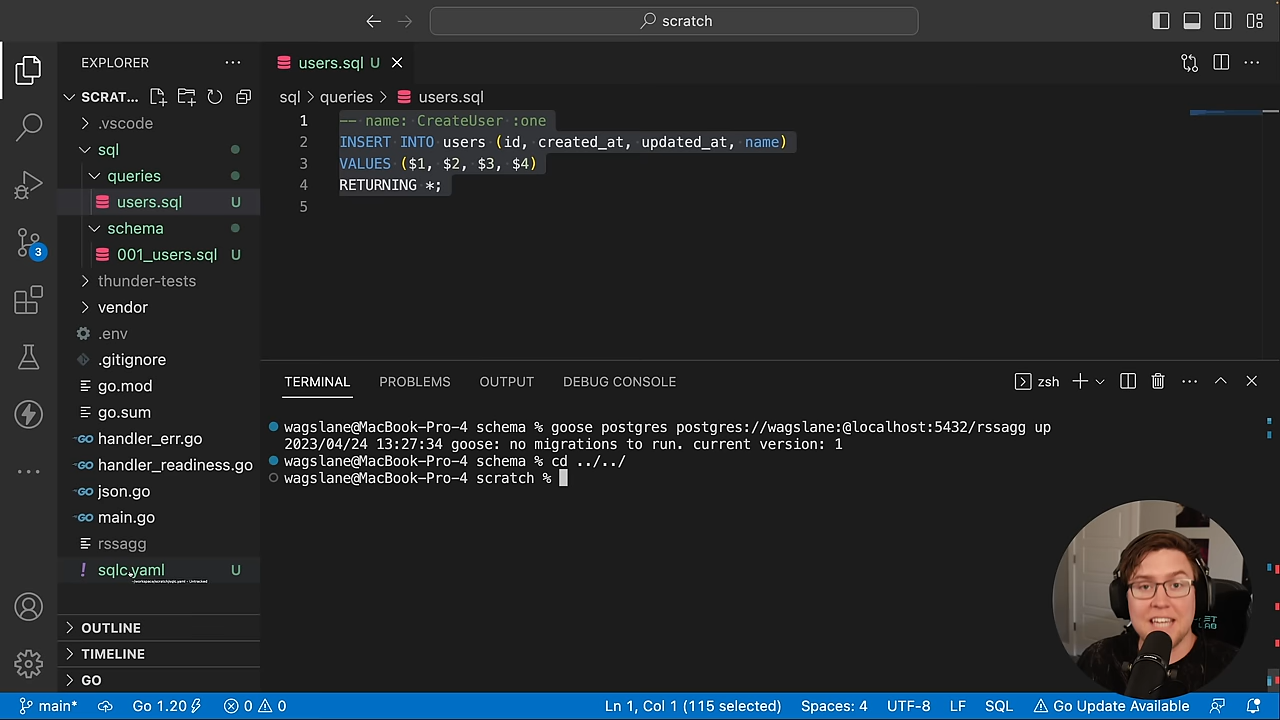 scratch
EXPLORER
SCRAT...
.vscode
sql
queries
users.sql U
schema
001_users.sql U
thunder-tests
vendor
.env
.gitignore
go.mod
go.sum
handler_err.go
handler_readiness.go
json.go
main.go
rssagg
sqlc.yaml U
~/workspace/scratch/sqlc.yaml • Untracked
OUTLINE
TIMELINE
GO
3
users.sql U
sql > queries > users.sql
1 -- name: CreateUser :one
2 INSERT INTO users (id, created_at, updated_at, name)
3 VALUES ($1, $2, $3, $4)
4 RETURNING *;
5
TERMINAL PROBLEMS OUTPUT DEBUG CONSOLE zsh
wagslane@MacBook-Pro-4 schema % goose postgres postgres://wagslane:@localhost:5432/rssagg up
2023/04/24 13:27:34 goose: no migrations to run. current version: 1
wagslane@MacBook-Pro-4 schema % cd ../../
wagslane@MacBook-Pro-4 scratch %
main* Go 1.20 0 0 Ln 1, Col 1 (115 selected) Spaces: 4 UTF-8 LF SQL Go Update Available